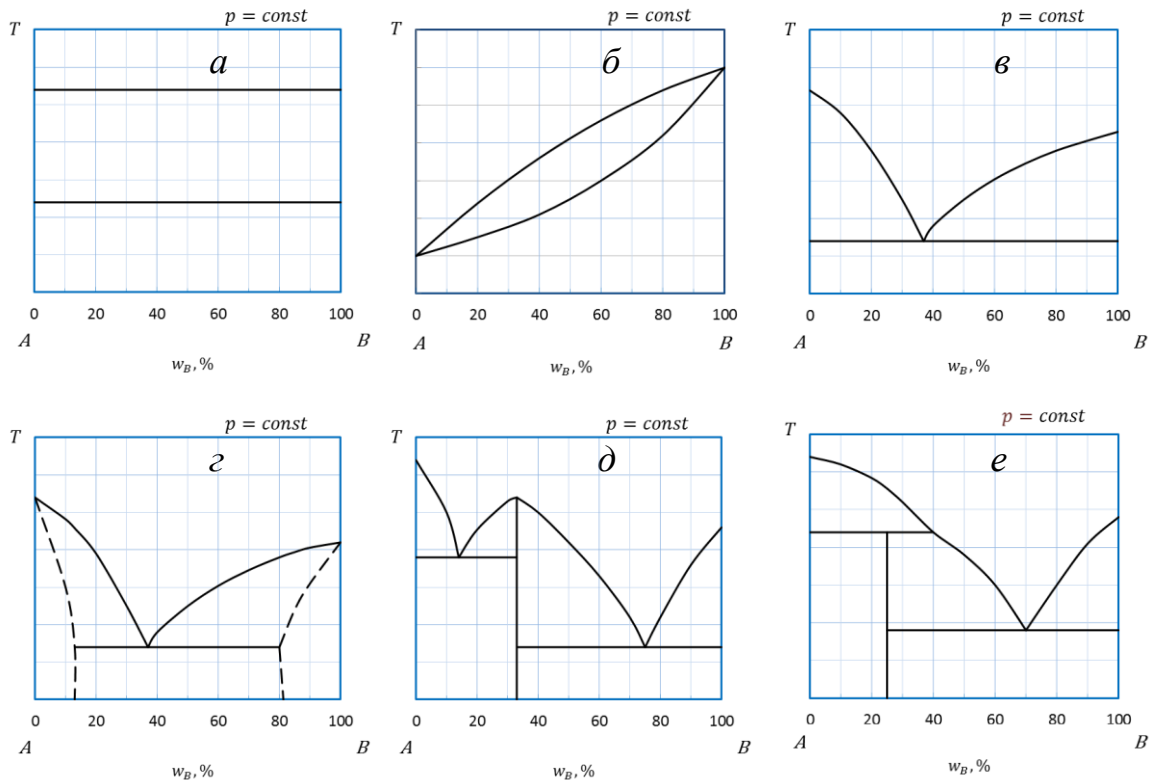 p = const p = const p = const
T а б в
0 20 40 60 80 100 0 20 40 60 80 100 0 20 40 60 80 100
A B A B A B
w_B, % w_B, % w_B, %
p = const p = const p = const
T г д T е
0 20 40 60 80 100 0 20 40 60 80 100 0 20 40 60 80 100
A B A B A B
w_B, % w_B, % w_B, %